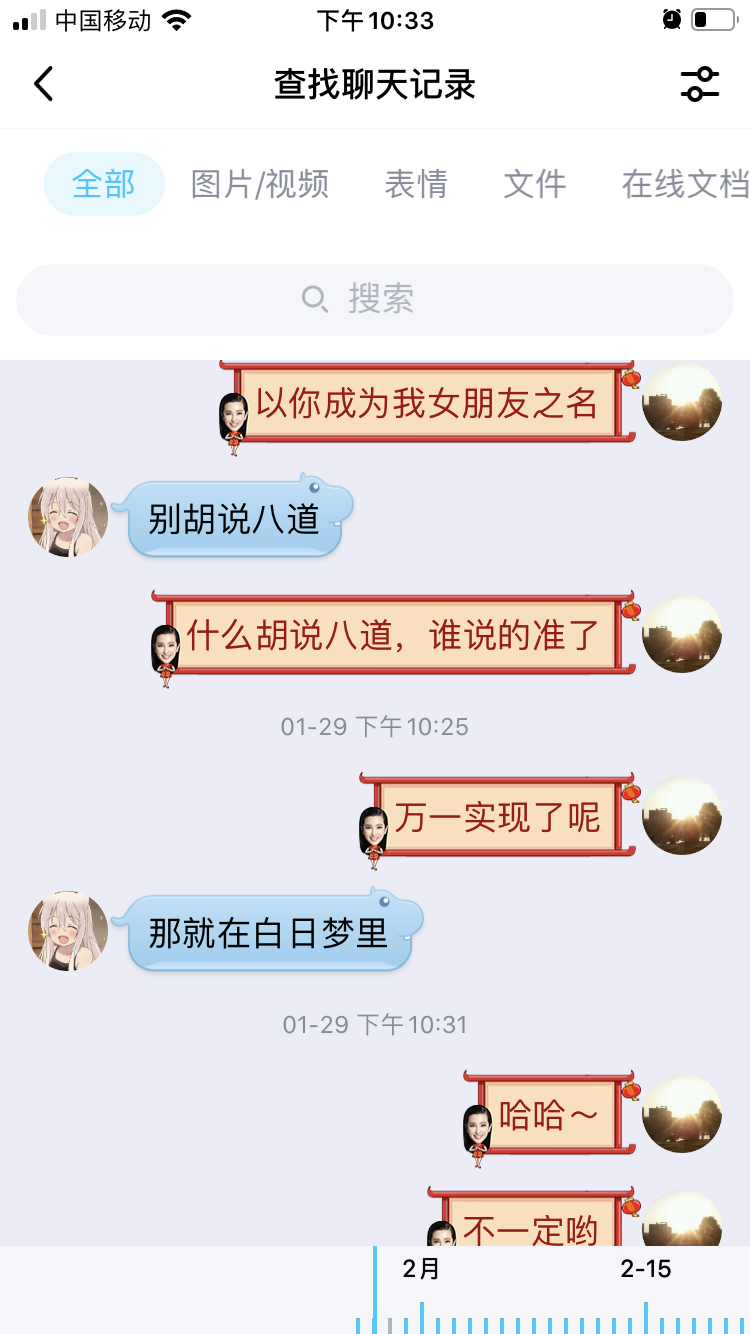 中国移动 下午10:33
查找聊天记录
全部 图片/视频 表情 文件 在线文档
搜索
以你成为我女朋友之名
别胡说八道
什么胡说八道，谁说的准了
01-29 下午10:25
万一实现了呢
那就在白日梦里
01-29 下午10:31
哈哈～
不一定哟
2月 2-15